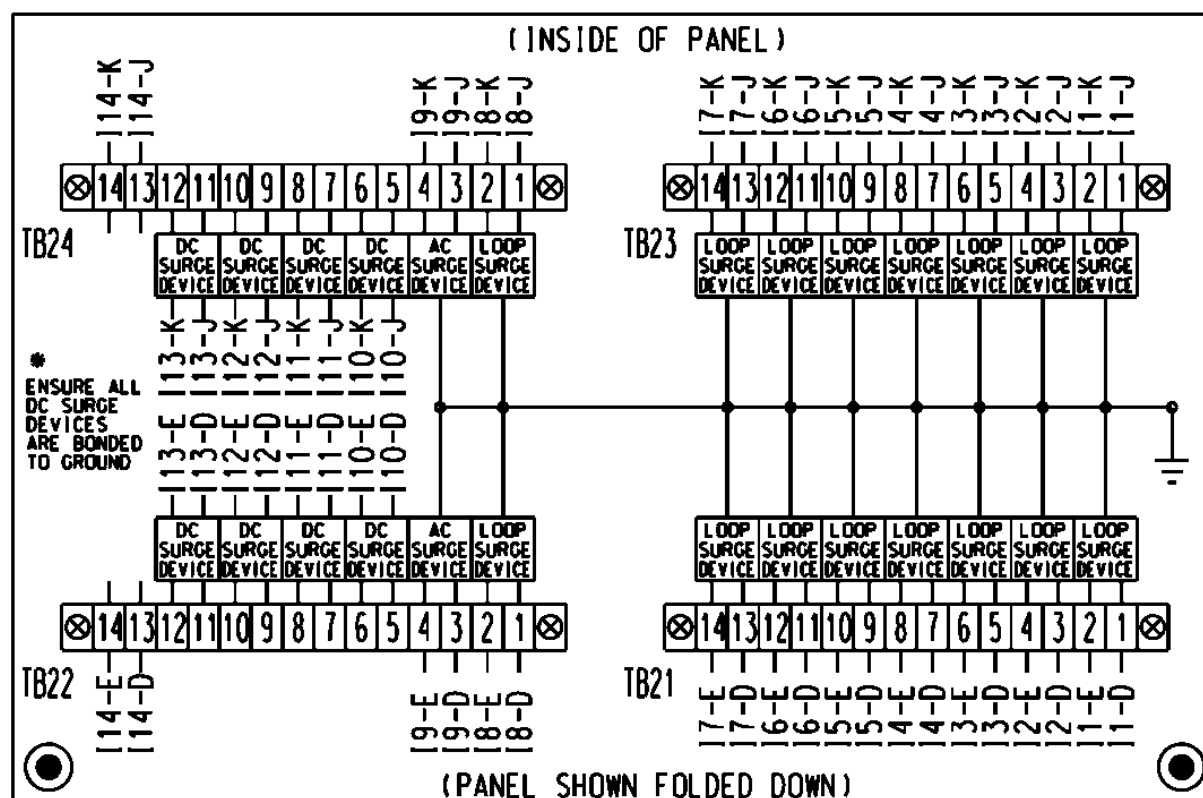 (INSIDE OF PANEL)
I14-K I14-J I9-K I9-J I8-K I8-J
I7-K I7-J I6-K I6-J I5-K I5-J I4-K I4-J I3-K I3-J I2-K I2-J I1-K I1-J
14 13 12 11 10 9 8 7 6 5 4 3 2 1
14 13 12 11 10 9 8 7 6 5 4 3 2 1
TB24
DC SURGE DEVICE DC SURGE DEVICE DC SURGE DEVICE DC SURGE DEVICE AC SURGE DEVICE LOOP SURGE DEVICE
TB23
LOOP SURGE DEVICE LOOP SURGE DEVICE LOOP SURGE DEVICE LOOP SURGE DEVICE LOOP SURGE DEVICE LOOP SURGE DEVICE LOOP SURGE DEVICE
I13-K I13-J I12-K I12-J I11-K I11-J I10-K I10-J
*
ENSURE ALL
DC SURGE
DEVICES
ARE BONDED
TO GROUND
I13-E I13-D I12-E I12-D I11-E I11-D I10-E I10-D
DC SURGE DEVICE DC SURGE DEVICE DC SURGE DEVICE DC SURGE DEVICE AC SURGE DEVICE LOOP SURGE DEVICE
LOOP SURGE DEVICE LOOP SURGE DEVICE LOOP SURGE DEVICE LOOP SURGE DEVICE LOOP SURGE DEVICE LOOP SURGE DEVICE LOOP SURGE DEVICE
14 13 12 11 10 9 8 7 6 5 4 3 2 1
14 13 12 11 10 9 8 7 6 5 4 3 2 1
TB22
TB21
I14-E I14-D I9-E I9-D I8-E I8-D
I7-E I7-D I6-E I6-D I5-E I5-D I4-E I4-D I3-E I3-D I2-E I2-D I1-E I1-D
(PANEL SHOWN FOLDED DOWN)